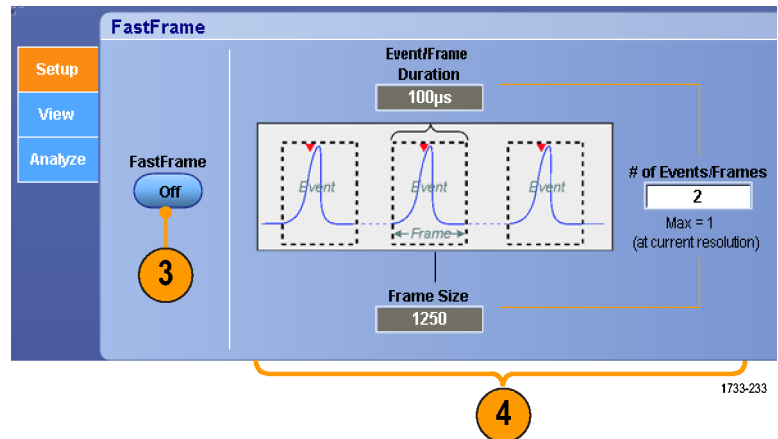 FastFrame
Setup
View
Analyze
FastFrame
Off
3
Event/Frame
Duration
100µs
Event
Event
Event
Frame
Frame Size
1250
# of Events/Frames
2
Max = 1
(at current resolution)
4
1733-233